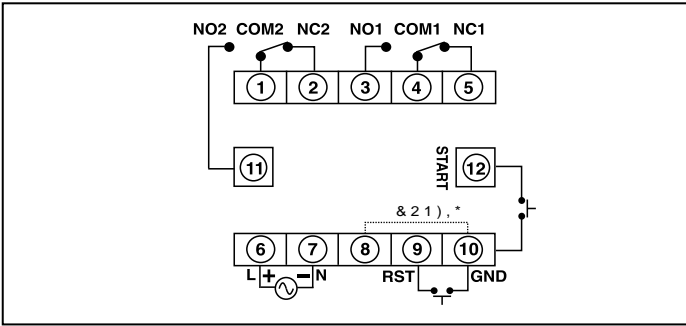 NO2 COM2 NC2 NO1 COM1 NC1
1 2 3 4 5
11 START 12
&21),*
6 7 8 9 10
L + − N RST GND